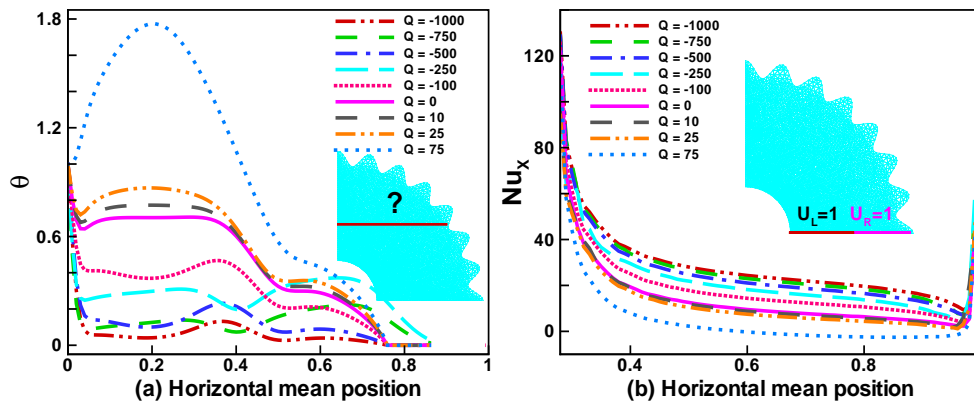 (a) Horizontal mean position
θ
1.8
1.2
0.6
0
0
0.2
0.4
0.6
0.8
1
Q = -1000
Q = -750
Q = -500
Q = -250
Q = -100
Q = 0
Q = 10
Q = 25
Q = 75
?
(b) Horizontal mean position
Nu_X
120
80
40
0
0.4
0.6
0.8
Q = -1000
Q = -750
Q = -500
Q = -250
Q = -100
Q = 0
Q = 10
Q = 25
Q = 75
U_L=1 U_R=1